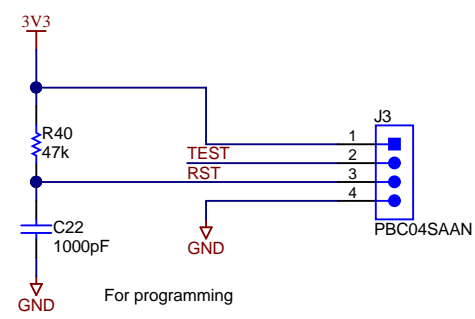 3V3
J3
R40
47k
1
TEST
2
RST
3
4
C22
1000pF
GND
PBC04SAAN
GND
For programming